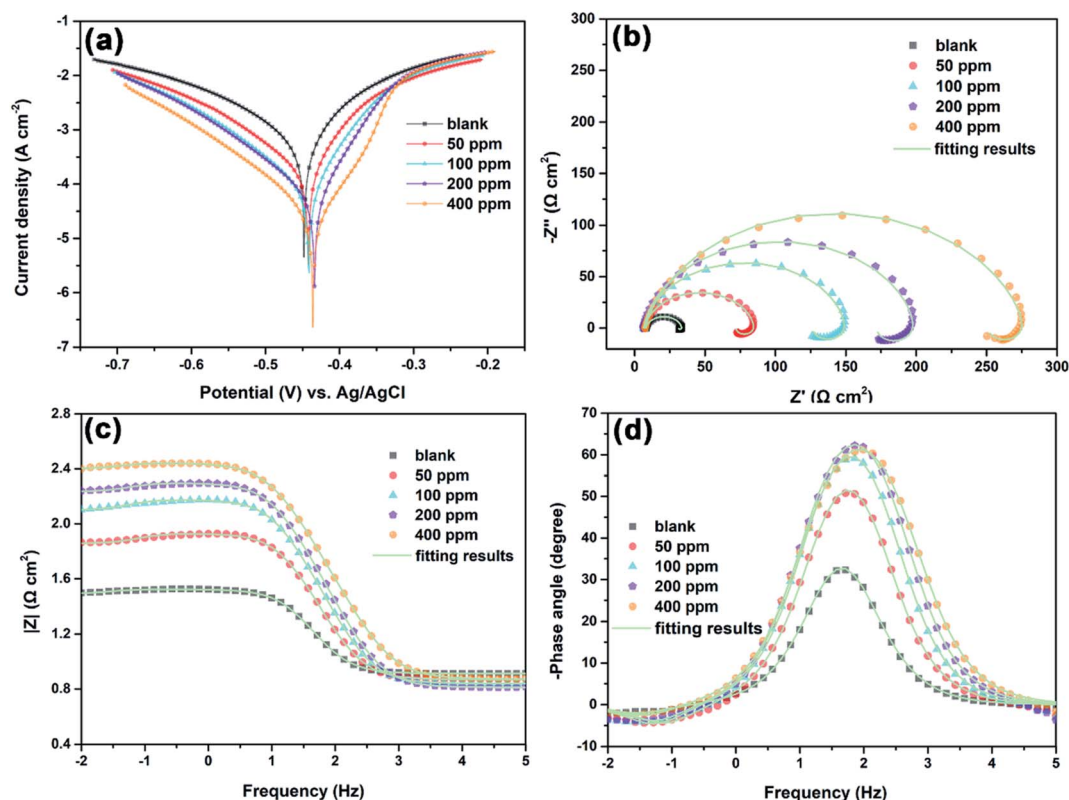 (a)
-1
-2
-3
-4
-5
-6
-7
Current density (A cm-2)
blank
50 ppm
100 ppm
200 ppm
400 ppm
-0.7
-0.6
-0.5
-0.4
-0.3
-0.2
Potential (V) vs. Ag/AgCl
(b)
300
250
200
150
100
50
0
-Z'' (Ω cm2)
blank
50 ppm
100 ppm
200 ppm
400 ppm
fitting results
0
50
100
150
200
250
300
Z' (Ω cm2)
(c)
2.8
2.4
2.0
1.6
1.2
0.8
0.4
|Z| (Ω cm2)
blank
50 ppm
100 ppm
200 ppm
400 ppm
fitting results
-2
-1
0
1
2
3
4
5
Frequency (Hz)
(d)
70
60
50
40
30
20
10
0
-10
-Phase angle (degree)
blank
50 ppm
100 ppm
200 ppm
400 ppm
fitting results
-2
-1
0
1
2
3
4
5
Frequency (Hz)